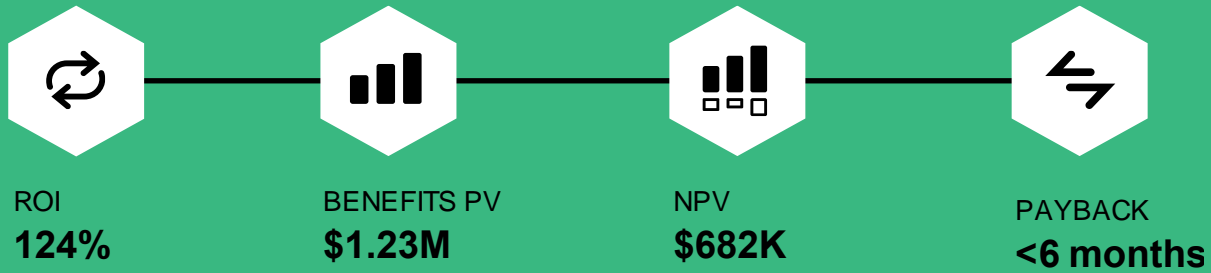 ROI
124%
BENEFITS PV
$1.23M
NPV
$682K
PAYBACK
<6 months